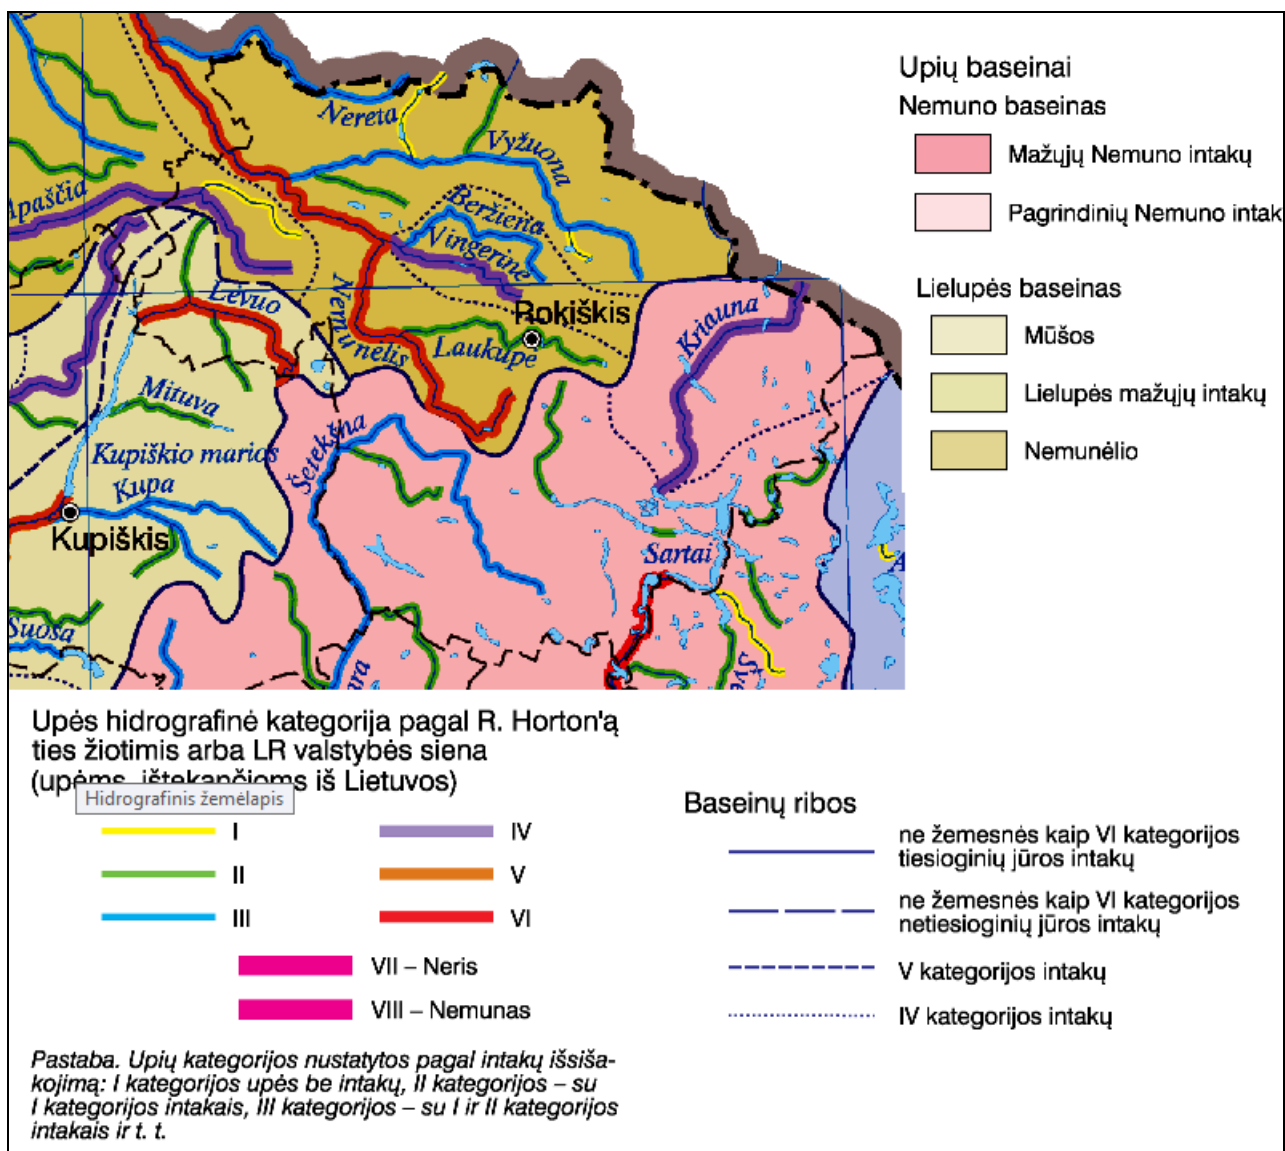 Nereta
Vyžuona
Apaščia
Beržiena
Vingerinė
Lėvuo
Nemunėlis
Rokiškis
Kriauna
Laukupė
Mituva
Šetekšna
Kupiškio marios
Kupa
Kupiškis
Sartai
Suosa
Upių baseinai
Nemuno baseinas
Mažųjų Nemuno intakų
Pagrindinių Nemuno intak
Lielupės baseinas
Mūšos
Lielupės mažųjų intakų
Nemunėlio
Upės hidrografinė kategorija pagal R. Horton'ą
ties žiotimis arba LR valstybės siena
(upėms, ištekančioms iš Lietuvos)
Hidrografinis žemėlapis
I
II
III
IV
V
VI
VII – Neris
VIII – Nemunas
Baseinų ribos
ne žemesnės kaip VI kategorijos
tiesioginių jūros intakų
ne žemesnės kaip VI kategorijos
netiesioginių jūros intakų
V kategorijos intakų
IV kategorijos intakų
Pastaba. Upių kategorijos nustatytos pagal intakų išsiša-
kojimą: I kategorijos upės be intakų, II kategorijos – su
I kategorijos intakais, III kategorijos – su I ir II kategorijos
intakais ir t. t.